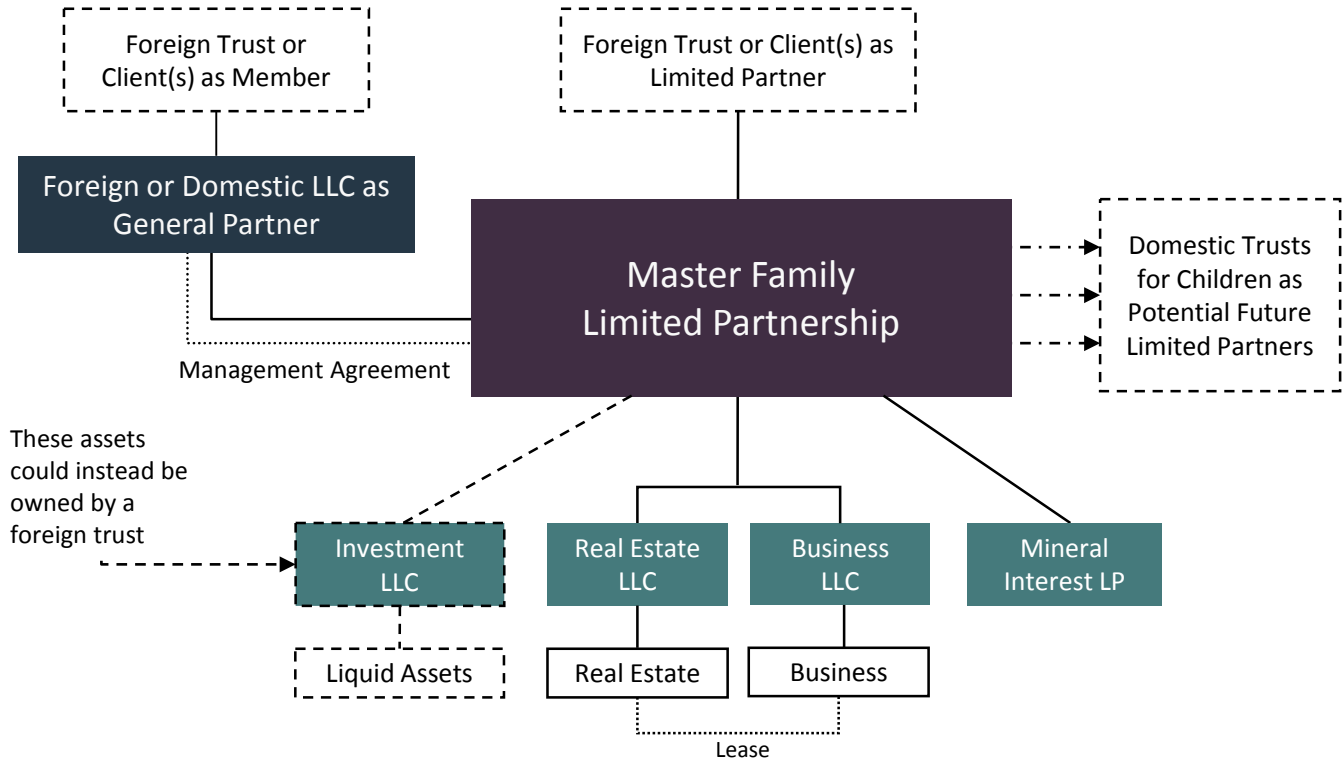 Foreign Trust or
Client(s) as Member
Foreign Trust or Client(s) as
Limited Partner
Foreign or Domestic LLC as
General Partner
Master Family
Limited Partnership
Domestic Trusts
for Children as
Potential Future
Limited Partners
Management Agreement
These assets
could instead be
owned by a
foreign trust
Investment
LLC
Real Estate
LLC
Business
LLC
Mineral
Interest LP
Liquid Assets
Real Estate
Business
Lease